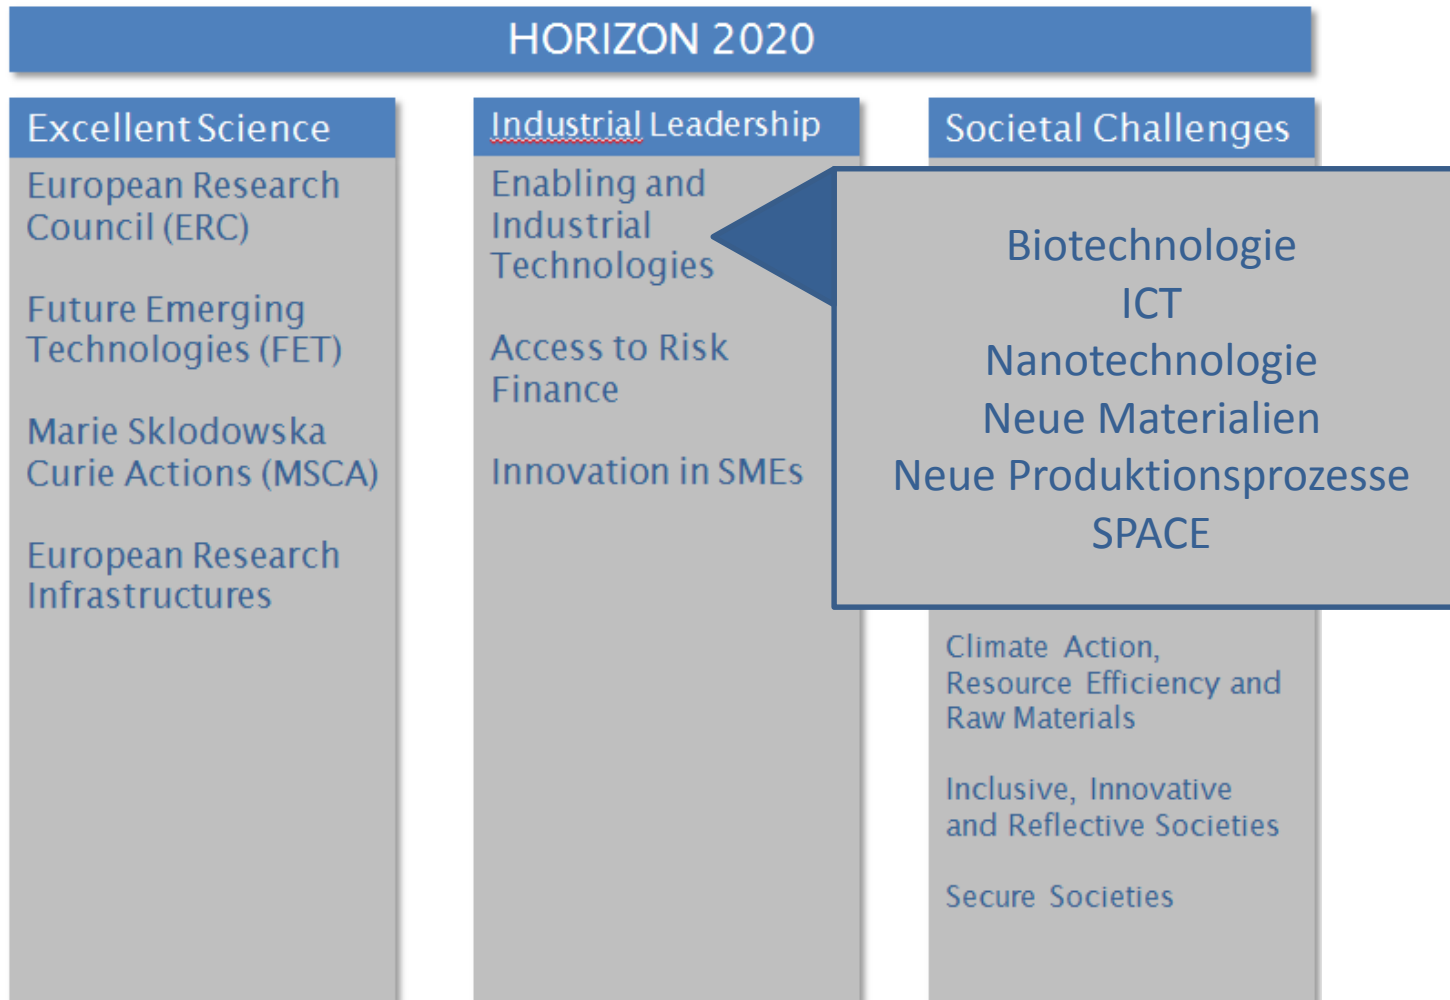 HORIZON 2020
Excellent Science
European Research
Council (ERC)
Future Emerging
Technologies (FET)
Marie Sklodowska
Curie Actions (MSCA)
European Research
Infrastructures
Industrial Leadership
Enabling and
Industrial
Technologies
Access to Risk
Finance
Innovation in SMEs
Societal Challenges
Biotechnologie
ICT
Nanotechnologie
Neue Materialien
Neue Produktionsprozesse
SPACE
Climate Action,
Resource Efficiency and
Raw Materials
Inclusive, Innovative
and Reflective Societies
Secure Societies